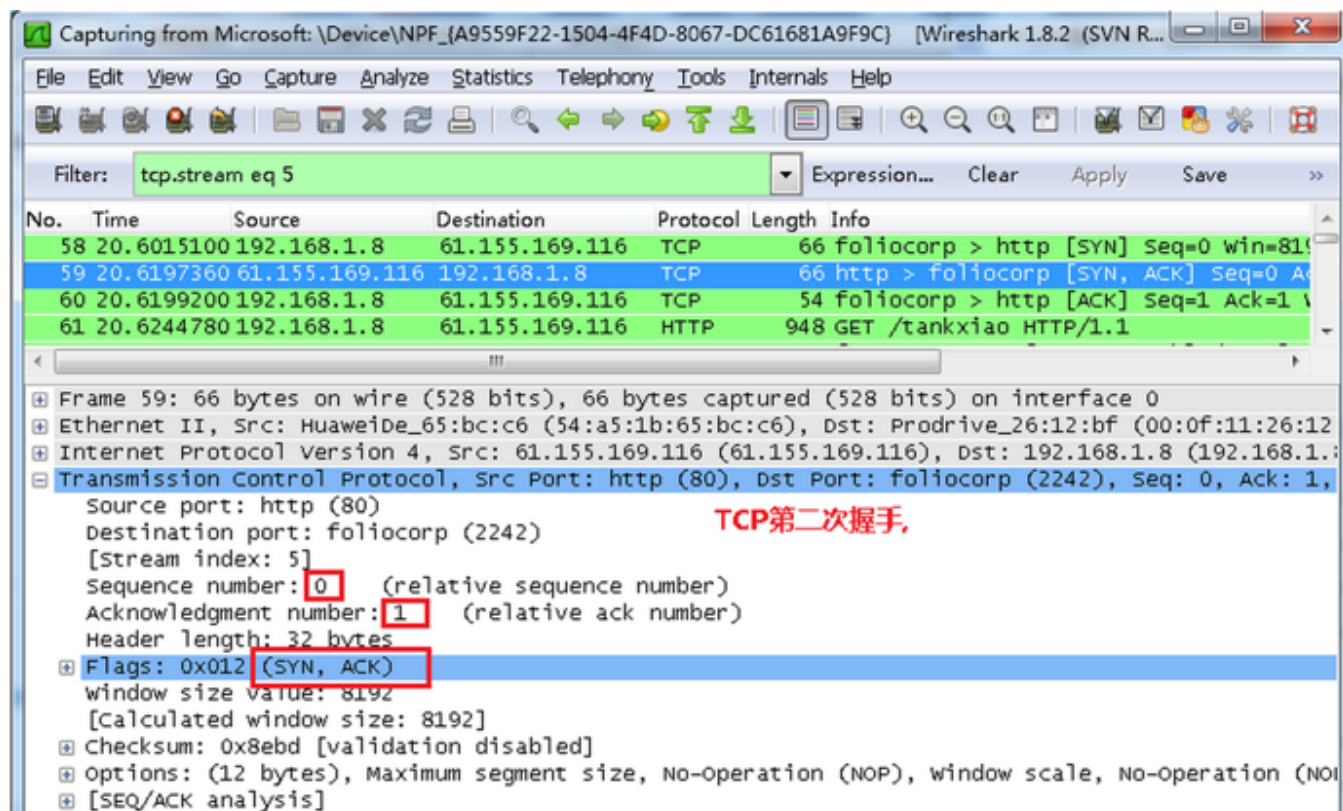 Capturing from Microsoft: \Device\NPF_{A9559F22-1504-4F4D-8067-DC61681A9F9C} [Wireshark 1.8.2 (SVN R...
File Edit View Go Capture Analyze Statistics Telephony Tools Internals Help
Filter: tcp.stream eq 5 Expression... Clear Apply Save »
No. Time Source Destination Protocol Length Info
58 20.6015100 192.168.1.8 61.155.169.116 TCP 66 foliocorp > http [SYN] Seq=0 Win=819
59 20.6197360 61.155.169.116 192.168.1.8 TCP 66 http > foliocorp [SYN, ACK] Seq=0
60 20.6199200 192.168.1.8 61.155.169.116 TCP 54 foliocorp > http [ACK] Seq=1 Ack=1
61 20.6244780 192.168.1.8 61.155.169.116 HTTP 948 GET /tankxiao HTTP/1.1
Frame 59: 66 bytes on wire (528 bits), 66 bytes captured (528 bits) on interface 0
Ethernet II, Src: HuaweiDe_65:bc:c6 (54:a5:1b:65:bc:c6), Dst: Prodrive_26:12:bf (00:0f:11:26:12
Internet Protocol Version 4, Src: 61.155.169.116 (61.155.169.116), Dst: 192.168.1.8 (192.168.1.
Transmission Control Protocol, Src Port: http (80), Dst Port: foliocorp (2242), Seq: 0, Ack: 1,
Source port: http (80)
TCP第二次握手,
Destination port: foliocorp (2242)
[Stream index: 5]
Sequence number: 0 (relative sequence number)
Acknowledgment number: 1 (relative ack number)
Header length: 32 bytes
Flags: 0x012 (SYN, ACK)
Window size value: 8192
[Calculated window size: 8192]
Checksum: 0x8ebd [validation disabled]
Options: (12 bytes), Maximum segment size, No-Operation (NOP), Window scale, No-Operation (NO
[SEQ/ACK analysis]